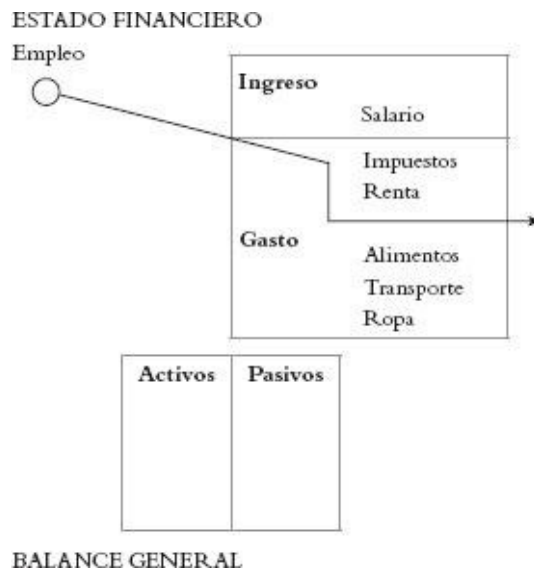 ESTADO FINANCIERO
Empleo
Ingreso
Salario
Impuestos
Renta
Gasto
Alimentos
Transporte
Ropa
Activos Pasivos
BALANCE GENERAL